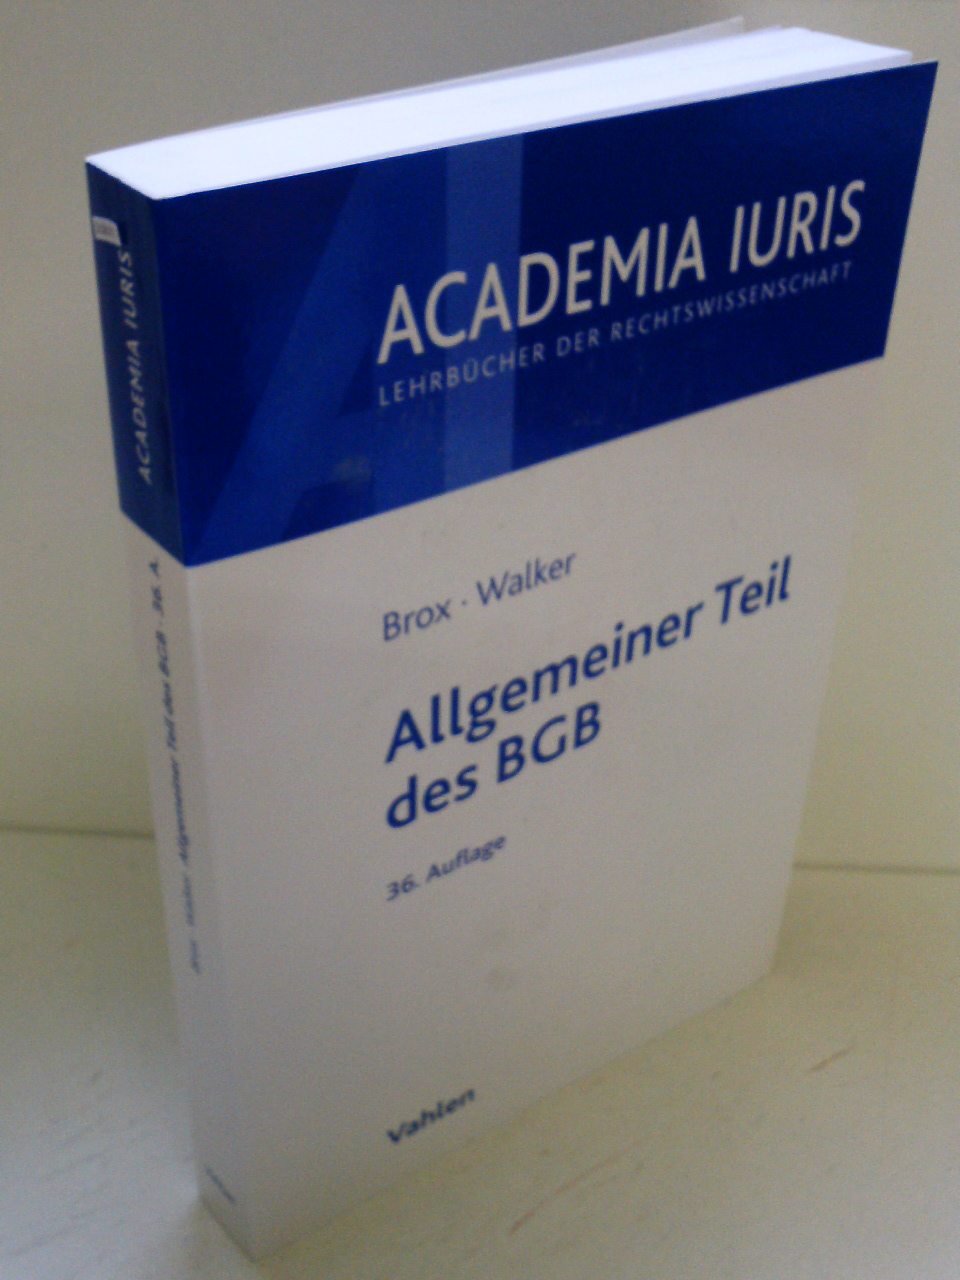 ACADEMIA IURIS
LEHRBÜCHER DER RECHTSWISSENSCHAFT
Brox · Walker
Allgemeiner Teil
des BGB
36. Auflage
Vahlen
ACADEMIA IURIS
Brox · Walker Allgemeiner Teil des BGB · 36. A.